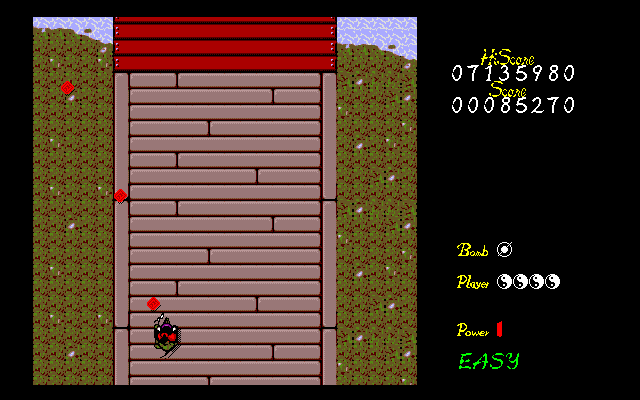 HiScore
07135980
Score
00085270
Bomb
Player
Power
EASY